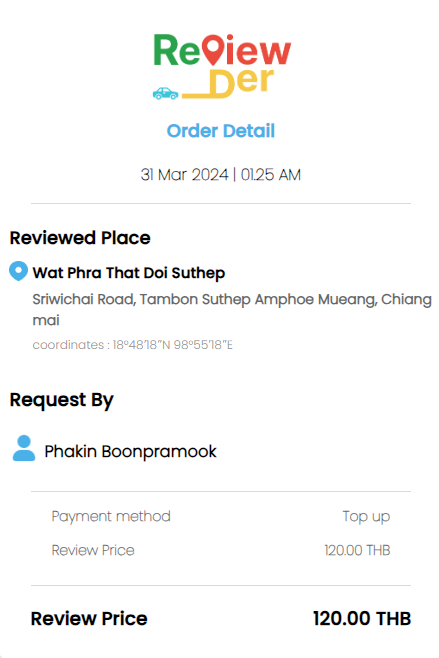 Review
Der
Order Detail
31 Mar 2024 | 01.25 AM
Reviewed Place
Wat Phra That Doi Suthep
Sriwichai Road, Tambon Suthep Amphoe Mueang, Chiang
mai
coordinates : 18°48'18"N 98°55'18"E
Request By
Phakin Boonpramook
Payment method Top up
Review Price 120.00 THB
Review Price 120.00 THB